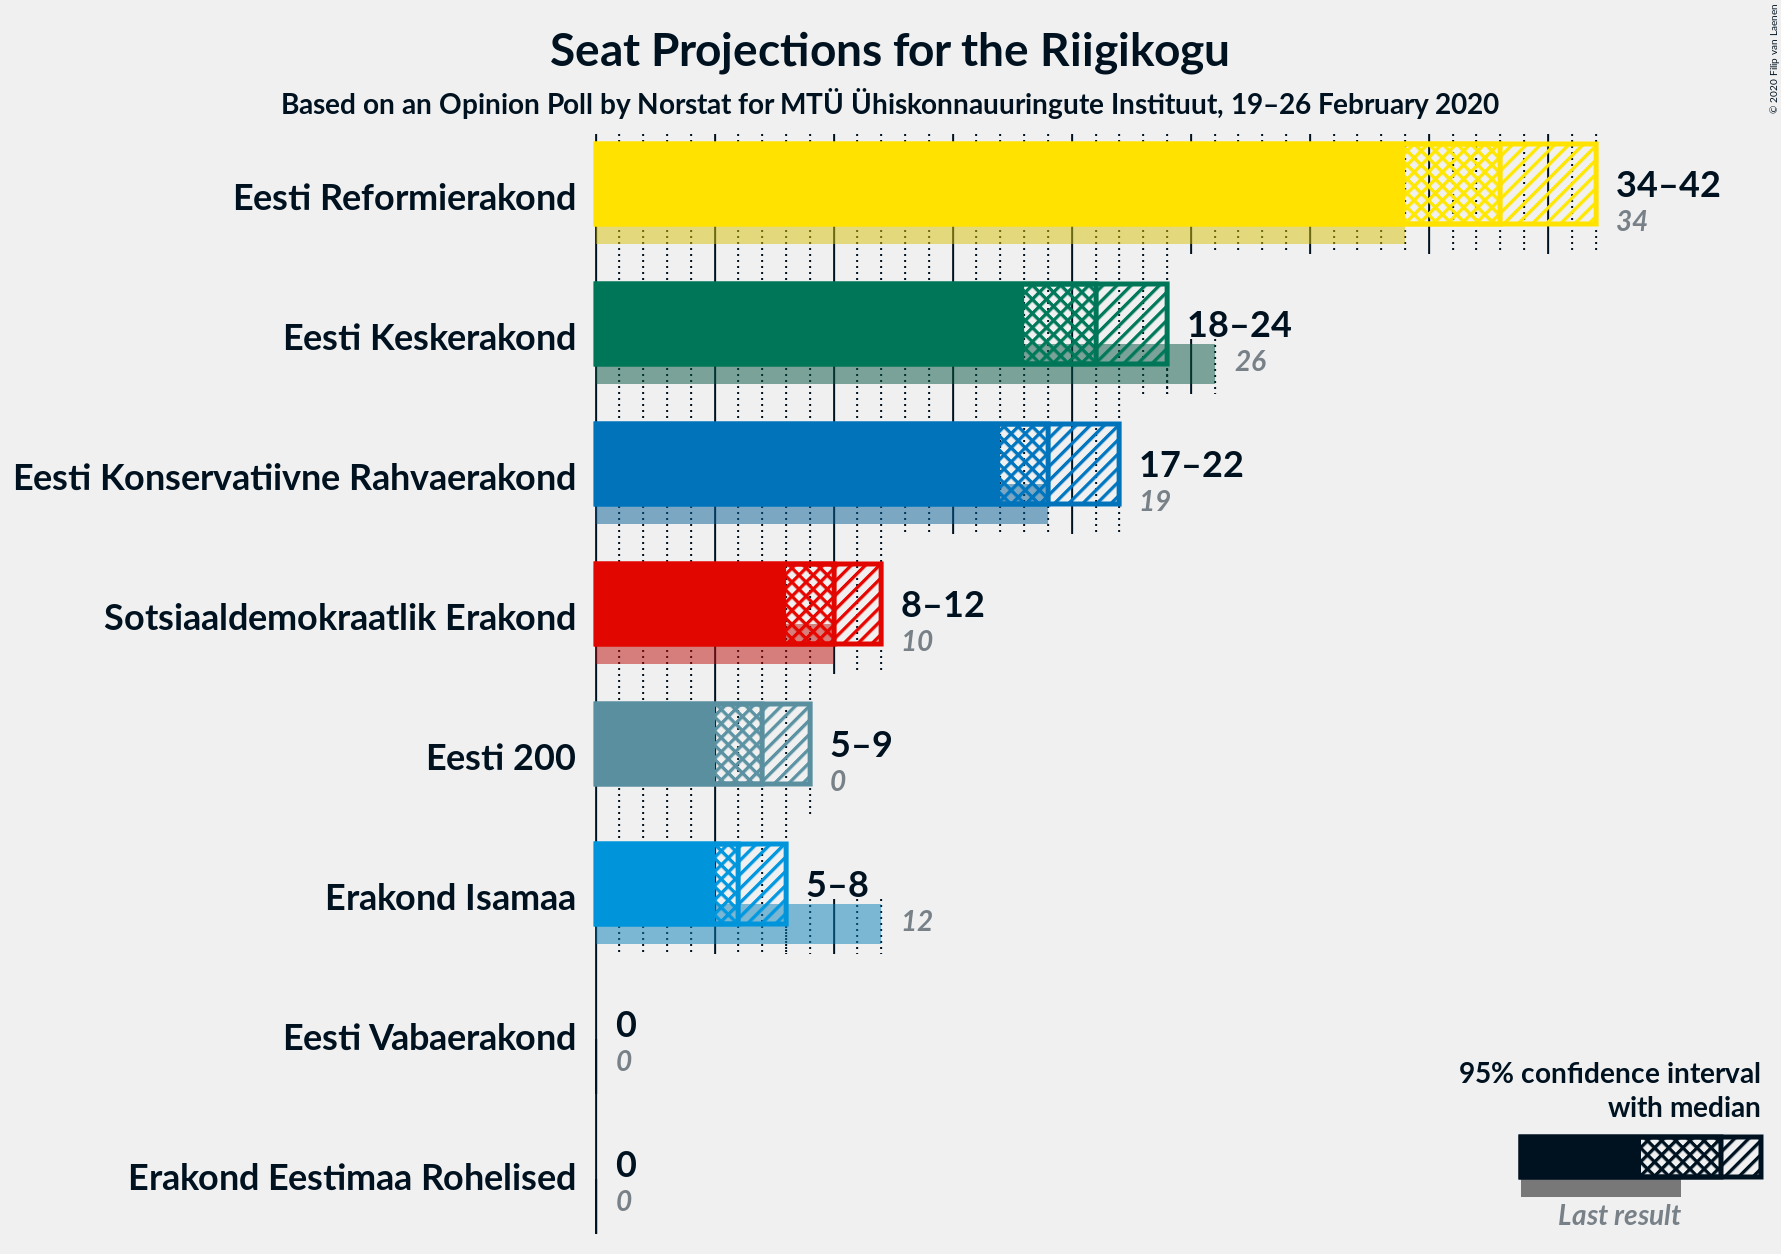 Seat Projections for the Riigikogu
Based on an Opinion Poll by Norstat for MTÜ Ühiskonnauuringute Instituut, 19–26 February 2020
© 2020 Filip van Laenen
Eesti Reformierakond
34–42
34
Eesti Keskerakond
18–24
26
Eesti Konservatiivne Rahvaerakond
17–22
19
Sotsiaaldemokraatlik Erakond
8–12
10
Eesti 200
5–9
0
Erakond Isamaa
5–8
12
Eesti Vabaerakond
0
0
Erakond Eestimaa Rohelised
0
0
95% confidence interval
with median
Last result